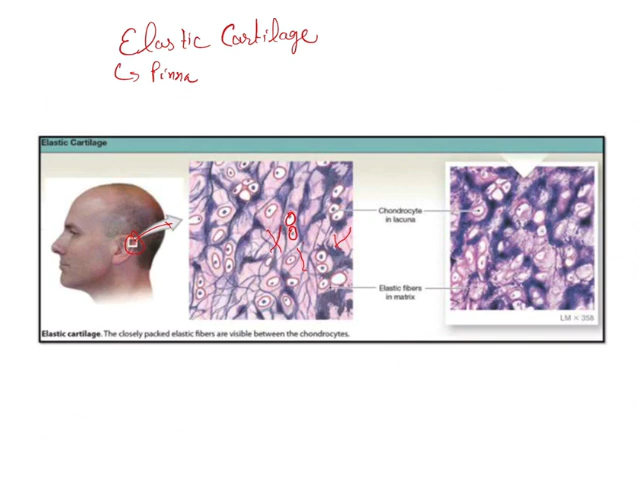 Elastic Cartilage
↳ Pinna
Elastic Cartilage
Chondrocyte
in lacuna
Elastic fibers
in matrix
LM × 358
Elastic cartilage. The closely packed elastic fibers are visible between the chondrocytes.